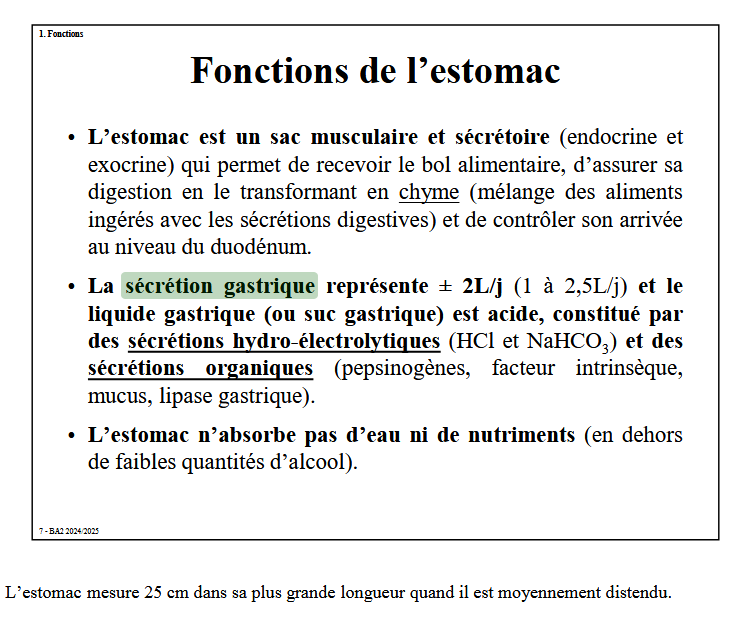 1. Fonctions
Fonctions de l’estomac
• L’estomac est un sac musculaire et sécrétoire (endocrine et
exocrine) qui permet de recevoir le bol alimentaire, d’assurer sa
digestion en le transformant en chyme (mélange des aliments
ingérés avec les sécrétions digestives) et de contrôler son arrivée
au niveau du duodénum.
• La sécrétion gastrique représente ± 2L/j (1 à 2,5L/j) et le
liquide gastrique (ou suc gastrique) est acide, constitué par
des sécrétions hydro-électrolytiques (HCl et NaHCO₃) et des
sécrétions organiques (pepsinogènes, facteur intrinsèque,
mucus, lipase gastrique).
• L’estomac n’absorbe pas d’eau ni de nutriments (en dehors
de faibles quantités d’alcool).
7 - BA2 2024/2025
L’estomac mesure 25 cm dans sa plus grande longueur quand il est moyennement distendu.